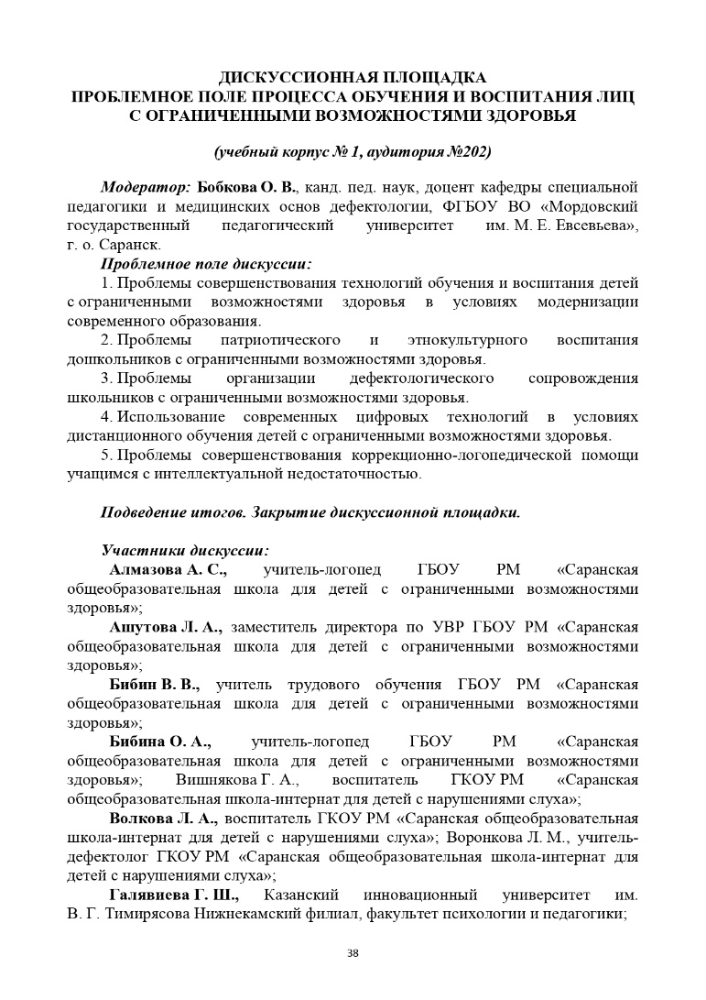 ДИСКУССИОННАЯ ПЛОЩАДКА
ПРОБЛЕМНОЕ ПОЛЕ ПРОЦЕССА ОБУЧЕНИЯ И ВОСПИТАНИЯ ЛИЦ
С ОГРАНИЧЕННЫМИ ВОЗМОЖНОСТЯМИ ЗДОРОВЬЯ
(учебный корпус № 1, аудитория №202)
Модератор: Бобкова О. В., канд. пед. наук, доцент кафедры специальной
педагогики и медицинских основ дефектологии, ФГБОУ ВО «Мордовский
государственный педагогический университет им. М. Е. Евсевьева»,
г. о. Саранск.
Проблемное поле дискуссии:
1. Проблемы совершенствования технологий обучения и воспитания детей
с ограниченными возможностями здоровья в условиях модернизации
современного образования.
2. Проблемы патриотического и этнокультурного воспитания
дошкольников с ограниченными возможностями здоровья.
3. Проблемы организации дефектологического сопровождения
школьников с ограниченными возможностями здоровья.
4. Использование современных цифровых технологий в условиях
дистанционного обучения детей с ограниченными возможностями здоровья.
5. Проблемы совершенствования коррекционно-логопедической помощи
учащимся с интеллектуальной недостаточностью.
Подведение итогов. Закрытие дискуссионной площадки.
Участники дискуссии:
Алмазова А. С., учитель-логопед ГБОУ РМ «Саранская
общеобразовательная школа для детей с ограниченными возможностями
здоровья»;
Ашутова Л. А., заместитель директора по УВР ГБОУ РМ «Саранская
общеобразовательная школа для детей с ограниченными возможностями
здоровья»;
Бибин В. В., учитель трудового обучения ГБОУ РМ «Саранская
общеобразовательная школа для детей с ограниченными возможностями
здоровья»;
Бибина О. А., учитель-логопед ГБОУ РМ «Саранская
общеобразовательная школа для детей с ограниченными возможностями
здоровья»; Вишнякова Г. А., воспитатель ГКОУ РМ «Саранская
общеобразовательная школа-интернат для детей с нарушениями слуха»;
Волкова Л. А., воспитатель ГКОУ РМ «Саранская общеобразовательная
школа-интернат для детей с нарушениями слуха»; Воронкова Л. М., учитель-
дефектолог ГКОУ РМ «Саранская общеобразовательная школа-интернат для
детей с нарушениями слуха»;
Галявиева Г. Ш., Казанский инновационный университет им.
В. Г. Тимирясова Нижнекамский филиал, факультет психологии и педагогики;
38